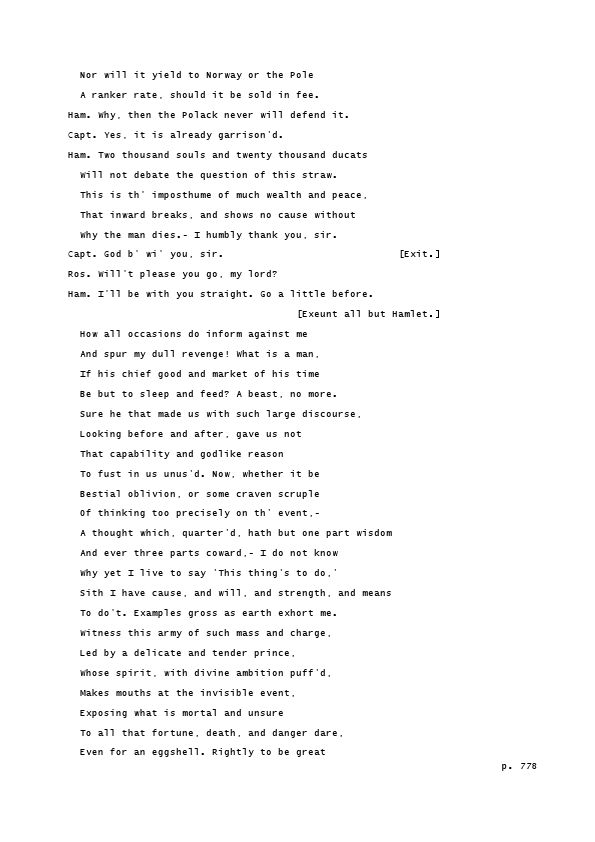 Nor will it yield to Norway or the Pole
A ranker rate, should it be sold in fee.
Ham. Why, then the Polack never will defend it.
Capt. Yes, it is already garrison'd.
Ham. Two thousand souls and twenty thousand ducats
Will not debate the question of this straw.
This is th' imposthume of much wealth and peace,
That inward breaks, and shows no cause without
Why the man dies.- I humbly thank you, sir.
Capt. God b' wi' you, sir. [Exit.]
Ros. Will't please you go, my lord?
Ham. I'll be with you straight. Go a little before.
[Exeunt all but Hamlet.]
How all occasions do inform against me
And spur my dull revenge! What is a man,
If his chief good and market of his time
Be but to sleep and feed? A beast, no more.
Sure he that made us with such large discourse,
Looking before and after, gave us not
That capability and godlike reason
To fust in us unus'd. Now, whether it be
Bestial oblivion, or some craven scruple
Of thinking too precisely on th' event,-
A thought which, quarter'd, hath but one part wisdom
And ever three parts coward,- I do not know
Why yet I live to say 'This thing's to do,'
Sith I have cause, and will, and strength, and means
To do't. Examples gross as earth exhort me.
Witness this army of such mass and charge,
Led by a delicate and tender prince,
Whose spirit, with divine ambition puff'd,
Makes mouths at the invisible event,
Exposing what is mortal and unsure
To all that fortune, death, and danger dare,
Even for an eggshell. Rightly to be great
p. 778